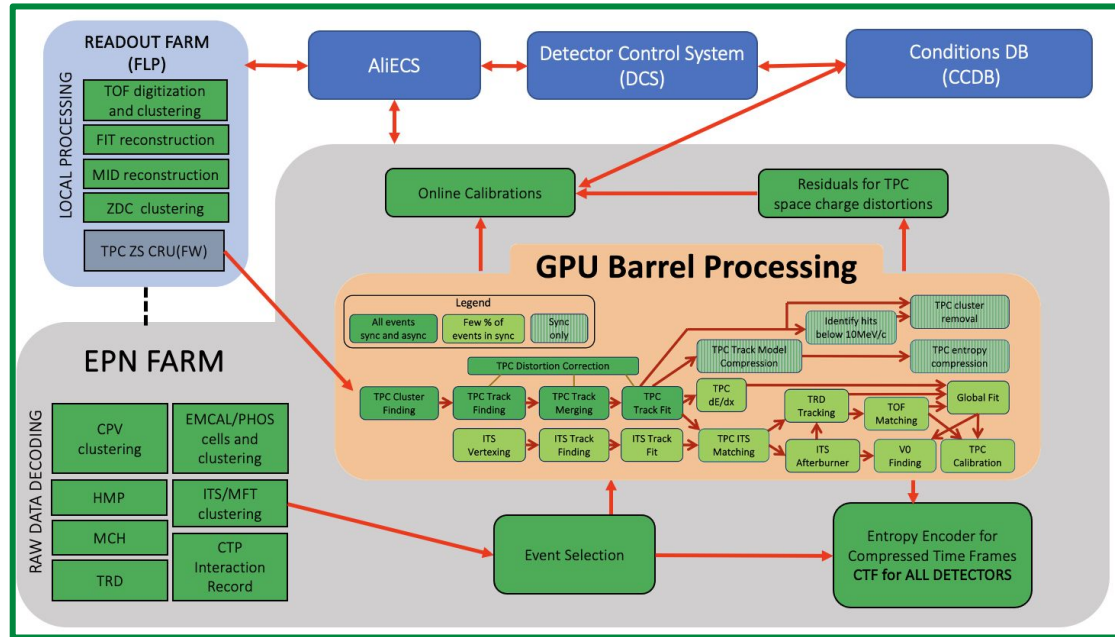 READOUT FARM
(FLP)
LOCAL PROCESSING
TOF digitization
and clustering
FIT reconstruction
MID reconstruction
ZDC clustering
TPC ZS CRU(FW)
AliECS
Detector Control System
(DCS)
Conditions DB
(CCDB)
Online Calibrations
Residuals for TPC
space charge distortions
GPU Barrel Processing
Legend
All events
sync and async
Few % of
events in sync
Sync
only
Identify hits
below 10MeV/c
TPC cluster
removal
TPC Distortion Correction
TPC Track Model
Compression
TPC entropy
compression
TPC Cluster
Finding
TPC Track
Finding
TPC Track
Merging
TPC
Track Fit
TPC
dE/dx
TRD
Tracking
TOF
Matching
Global Fit
ITS
Vertexing
ITS Track
Finding
ITS Track
Fit
TPC ITS
Matching
ITS
Afterburner
V0
Finding
TPC
Calibration
EPN FARM
RAW DATA DECODING
CPV
clustering
EMCAL/PHOS
cells and
clustering
HMP
ITS/MFT
clustering
MCH
CTP
Interaction
Record
TRD
Event Selection
Entropy Encoder for
Compressed Time Frames
CTF for ALL DETECTORS